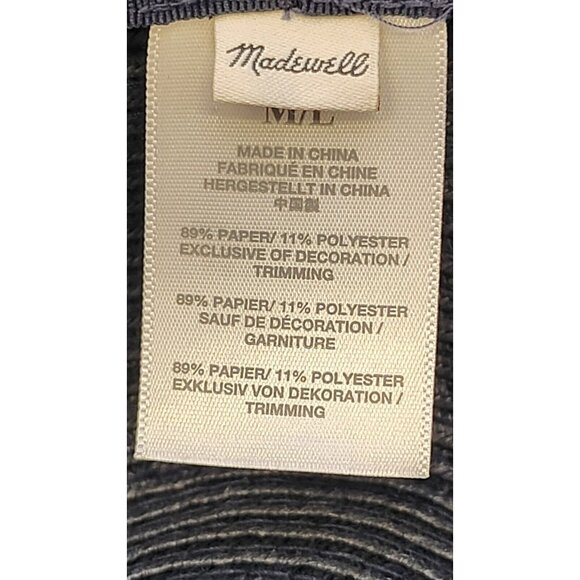 Madewell
M/L
MADE IN CHINA
FABRIQUÉ EN CHINE
HERGESTELLT IN CHINA
中国製
89% PAPER/ 11% POLYESTER
EXCLUSIVE OF DECORATION /
TRIMMING
89% PAPIER/ 11% POLYESTER
SAUF DE DÉCORATION /
GARNITURE
89% PAPIER/ 11% POLYESTER
EXKLUSIV VON DEKORATION /
TRIMMING